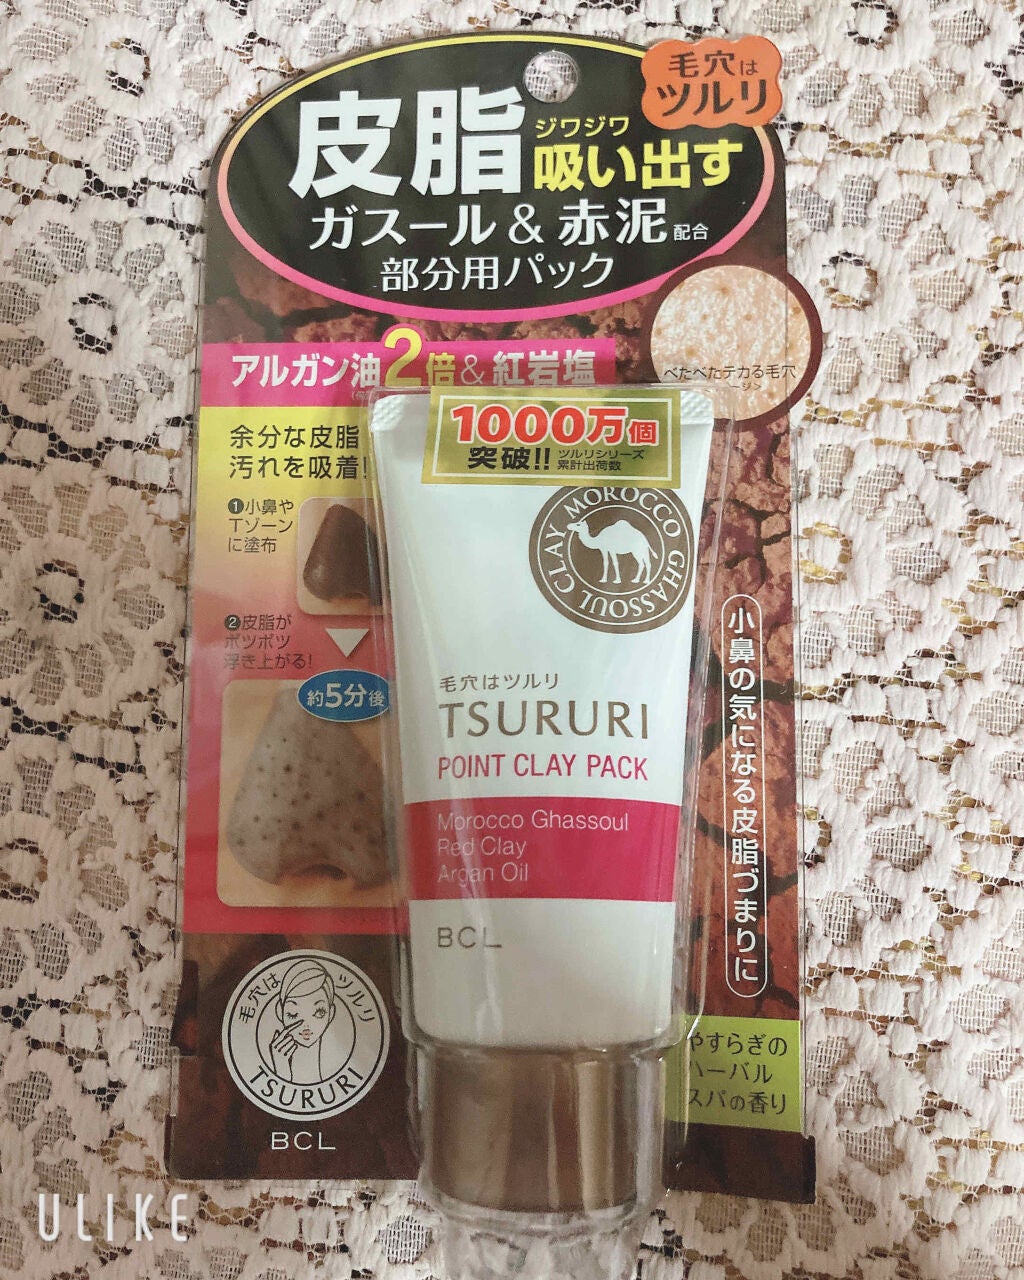 毛穴は
ツルリ
皮脂
ジワジワ
吸い出す
ガスール&赤泥配合
部分用パック
べたべたテカる毛穴
アルガン油2倍&紅岩塩
1000万個
突破!!
ツルリシリーズ
累計出荷数
余分な皮脂
汚れを吸着!
❶小鼻や
Tゾーン
に塗布
❷皮脂が
ポツポツ
浮き上がる!
約5分後
MOROCCO GHASSOUL CLAY
毛穴はツルリ
TSURURI
POINT CLAY PACK
Morocco Ghassoul
Red Clay
Argan Oil
BCL
小鼻の気になる皮脂づまりに
毛穴はツルリ
TSURURI
BCL
やすらぎの
ハーバル
スパの香り
ULIKE